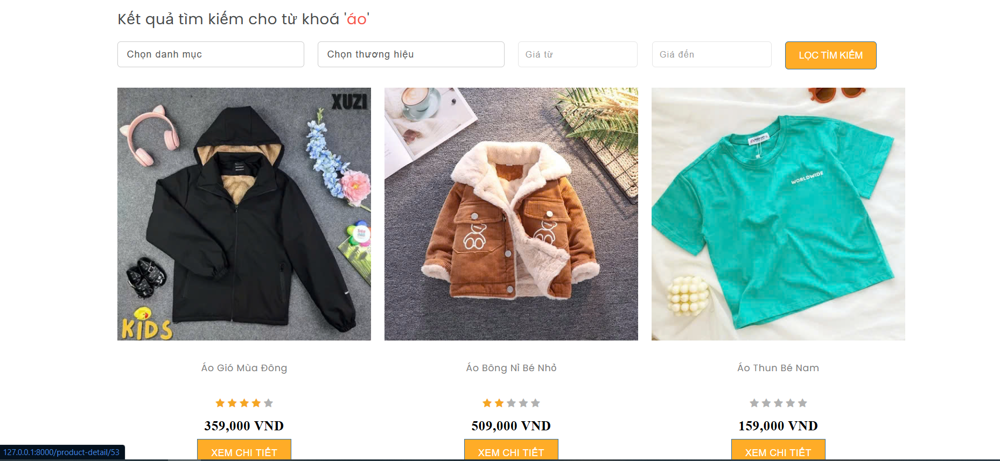 Kết quả tìm kiếm cho từ khoá 'áo'
Chọn danh mục
Chọn thương hiệu
Giá từ
Giá đến
LỌC TÌM KIẾM
XUZI
KIDS
WORLDWIDE
Áo Gió Mùa Đông
Áo Bông Nỉ Bé Nhỏ
Áo Thun Bé Nam
359,000 VND
509,000 VND
159,000 VND
XEM CHI TIẾT
XEM CHI TIẾT
XEM CHI TIẾT
127.0.0.1:8000/product-detail/53